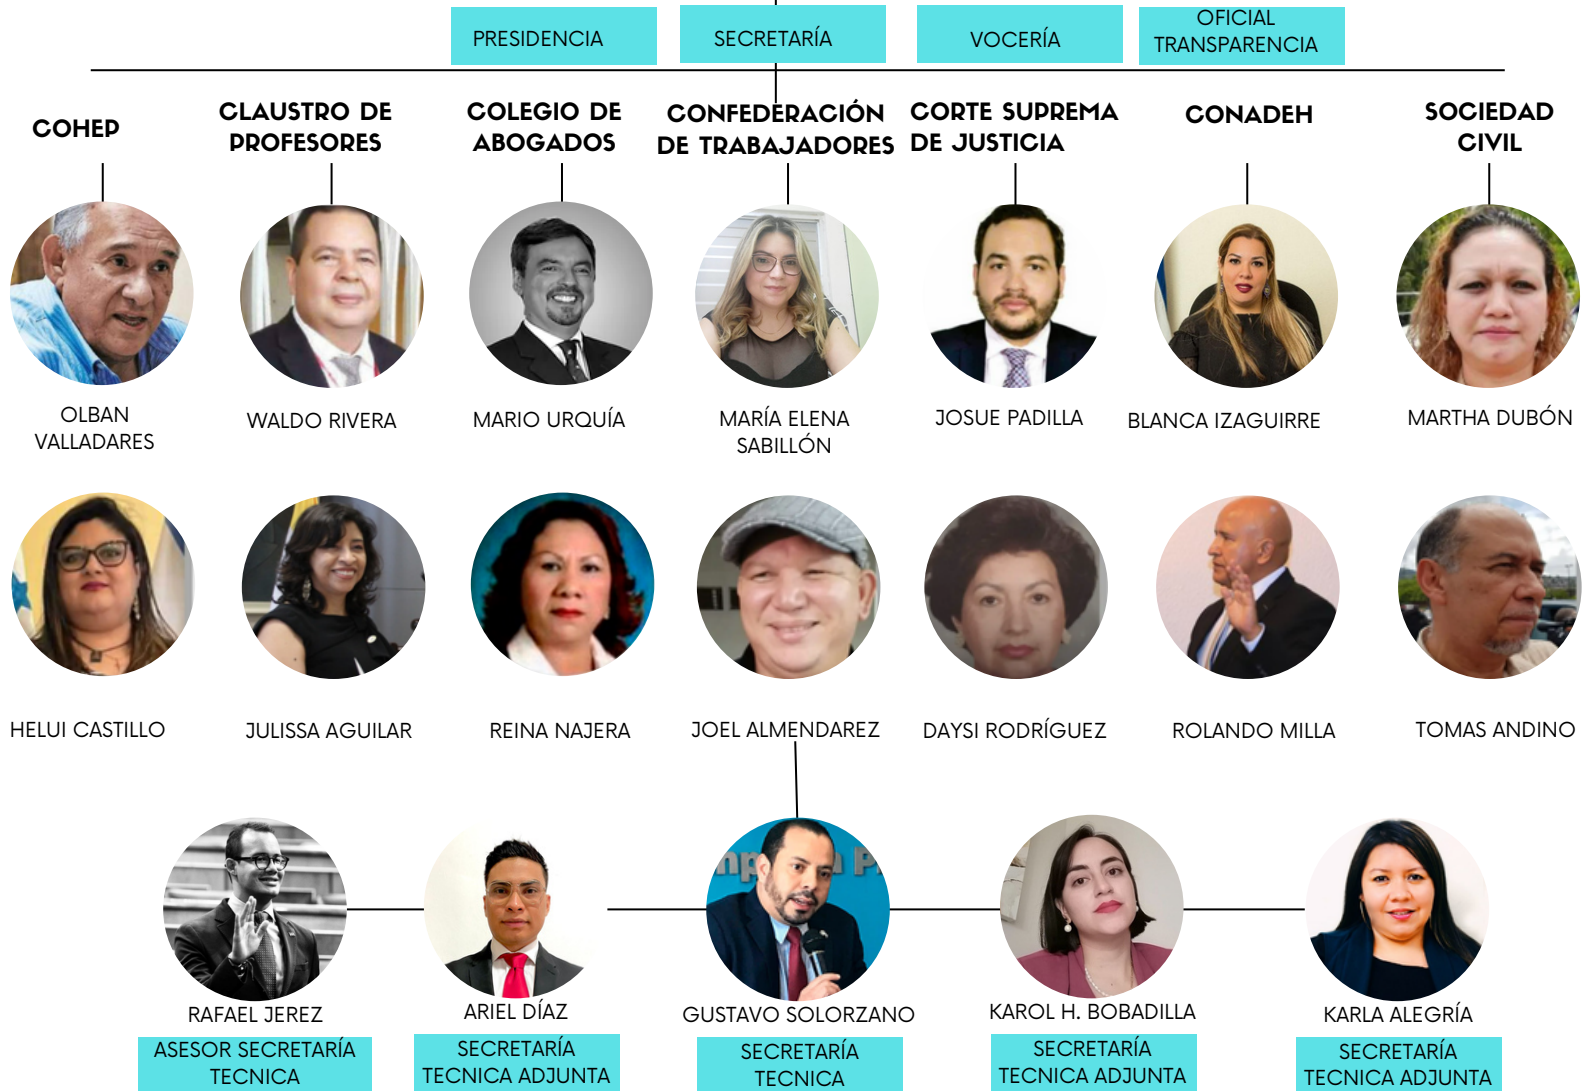 PRESIDENCIA
SECRETARÍA
VOCERÍA
OFICIAL
TRANSPARENCIA
COHEP
CLAUSTRO DE
PROFESORES
COLEGIO DE
ABOGADOS
CONFEDERACIÓN
DE TRABAJADORES
CORTE SUPREMA
DE JUSTICIA
CONADEH
SOCIEDAD
CIVIL
OLBAN
VALLADARES
WALDO RIVERA
MARIO URQUÍA
MARÍA ELENA
SABILLÓN
JOSUE PADILLA
BLANCA IZAGUIRRE
MARTHA DUBÓN
HELUI CASTILLO
JULISSA AGUILAR
REINA NAJERA
JOEL ALMENDAREZ
DAYSI RODRÍGUEZ
ROLANDO MILLA
TOMAS ANDINO
RAFAEL JEREZ
ASESOR SECRETARÍA
TECNICA
ARIEL DÍAZ
SECRETARÍA
TECNICA ADJUNTA
GUSTAVO SOLORZANO
SECRETARÍA
TECNICA
KAROL H. BOBADILLA
SECRETARÍA
TECNICA ADJUNTA
KARLA ALEGRÍA
SECRETARÍA
TECNICA ADJUNTA